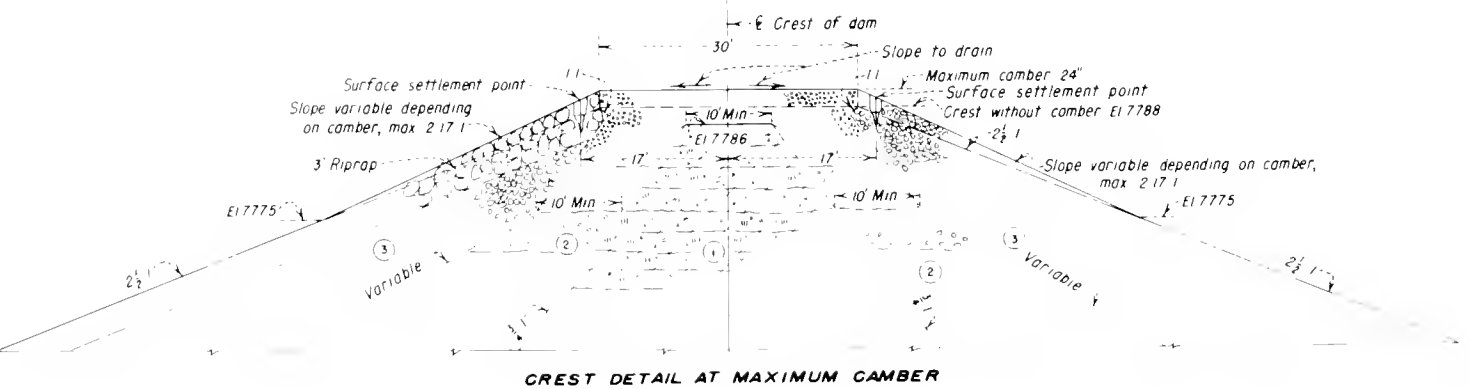 ℄ Crest of dam
30'
Slope to drain
1:1
1:1
Maximum camber 24"
Surface settlement point
Surface settlement point
Slope variable depending
on camber, max 2.17:1
Crest without camber El 7788
10' Min
El 7786
2½:1
3' Riprap
17'
17'
Slope variable depending on camber,
max 2.17:1
10' Min
10' Min
El 7775
El 7775
3
2
1
3
2
Variable
Variable
2½:1
2½:1
CREST DETAIL AT MAXIMUM CAMBER